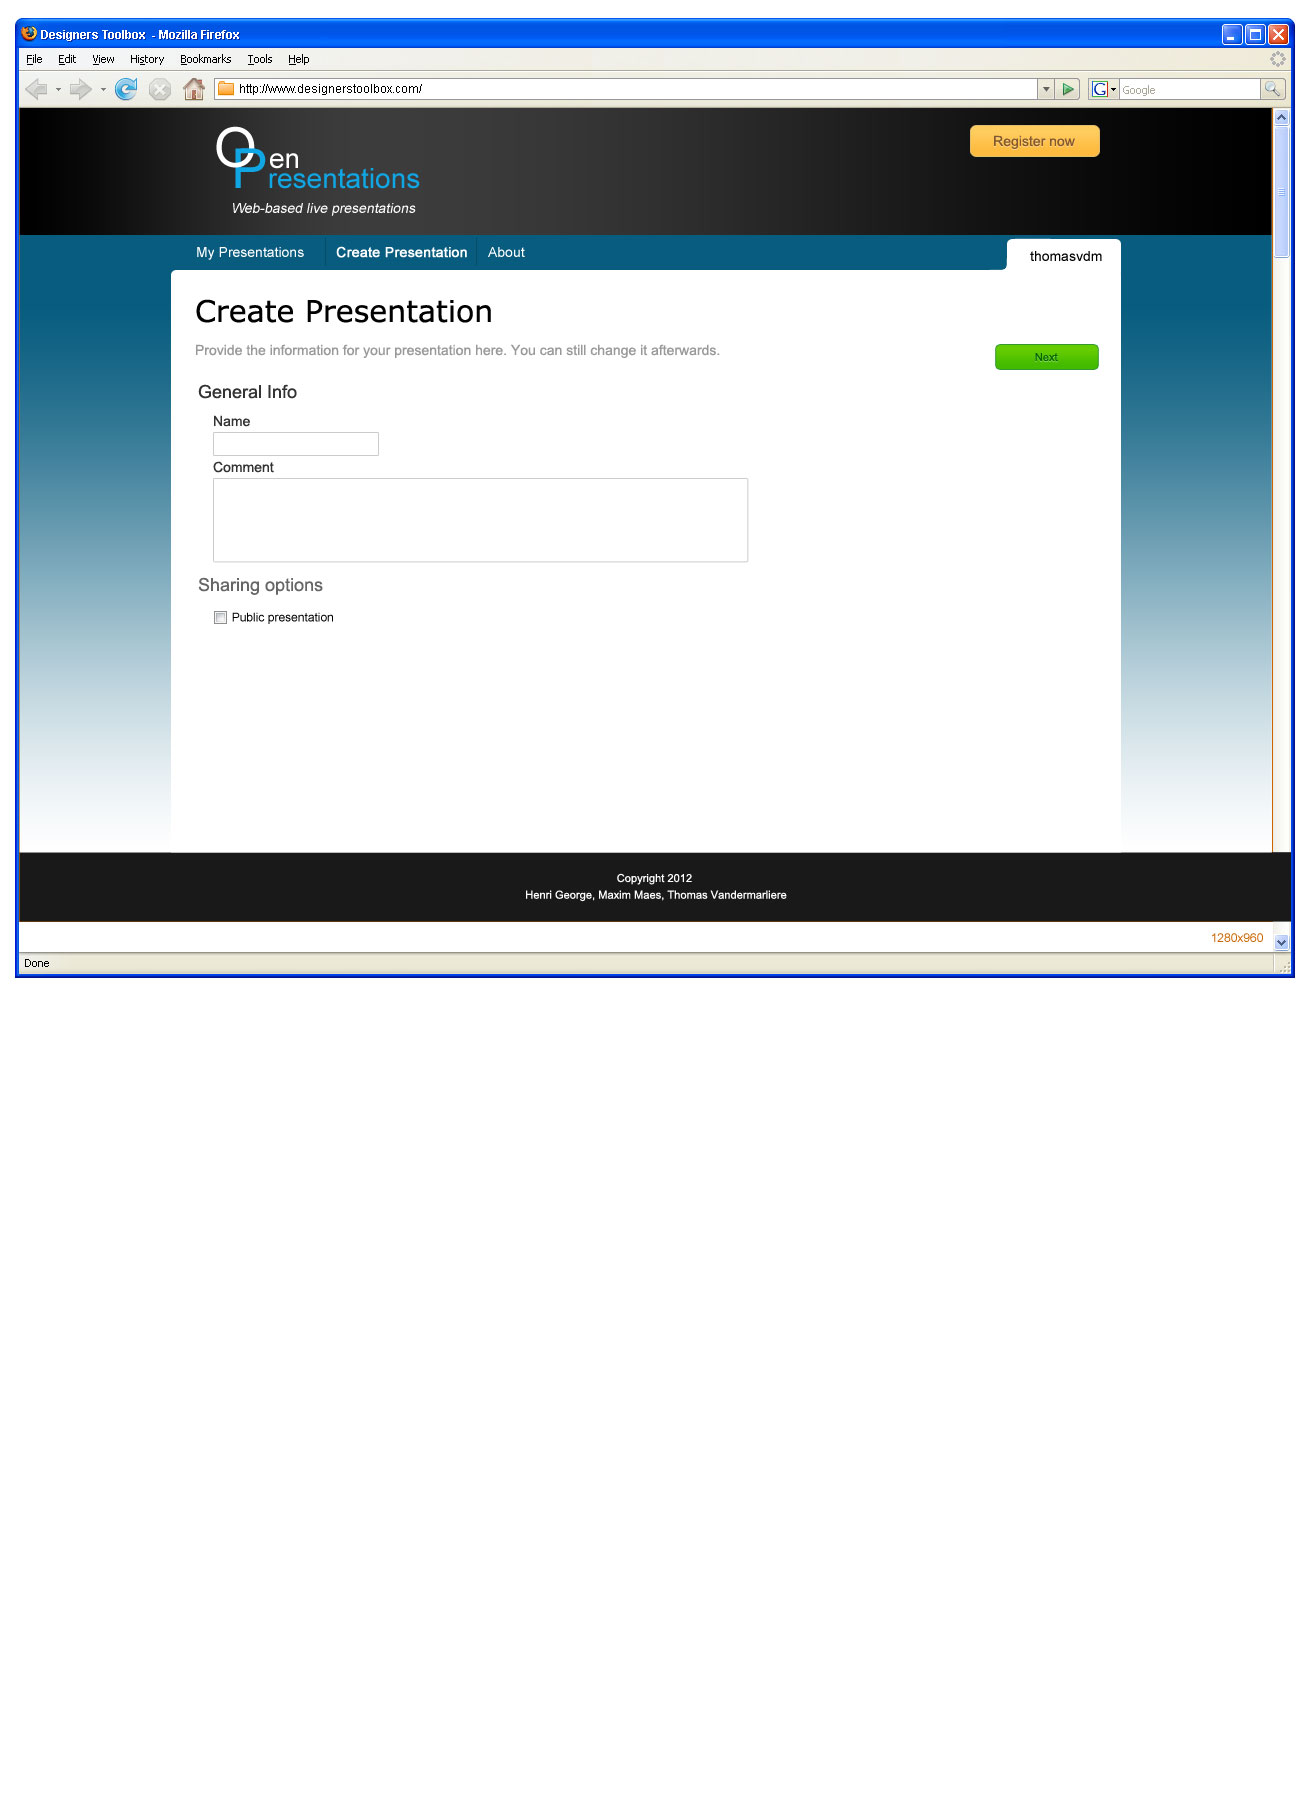 Designers Toolbox - Mozilla Firefox
File Edit View History Bookmarks Tools Help
http://www.designerstoolbox.com/ G Google
Open
Presentations
Web-based live presentations
Register now
My Presentations Create Presentation About thomasvdm
Create Presentation
Provide the information for your presentation here. You can still change it afterwards.
Next
General Info
Name
Comment
Sharing options
Public presentation
Copyright 2012
Henri George, Maxim Maes, Thomas Vandermarliere
1280x960
Done